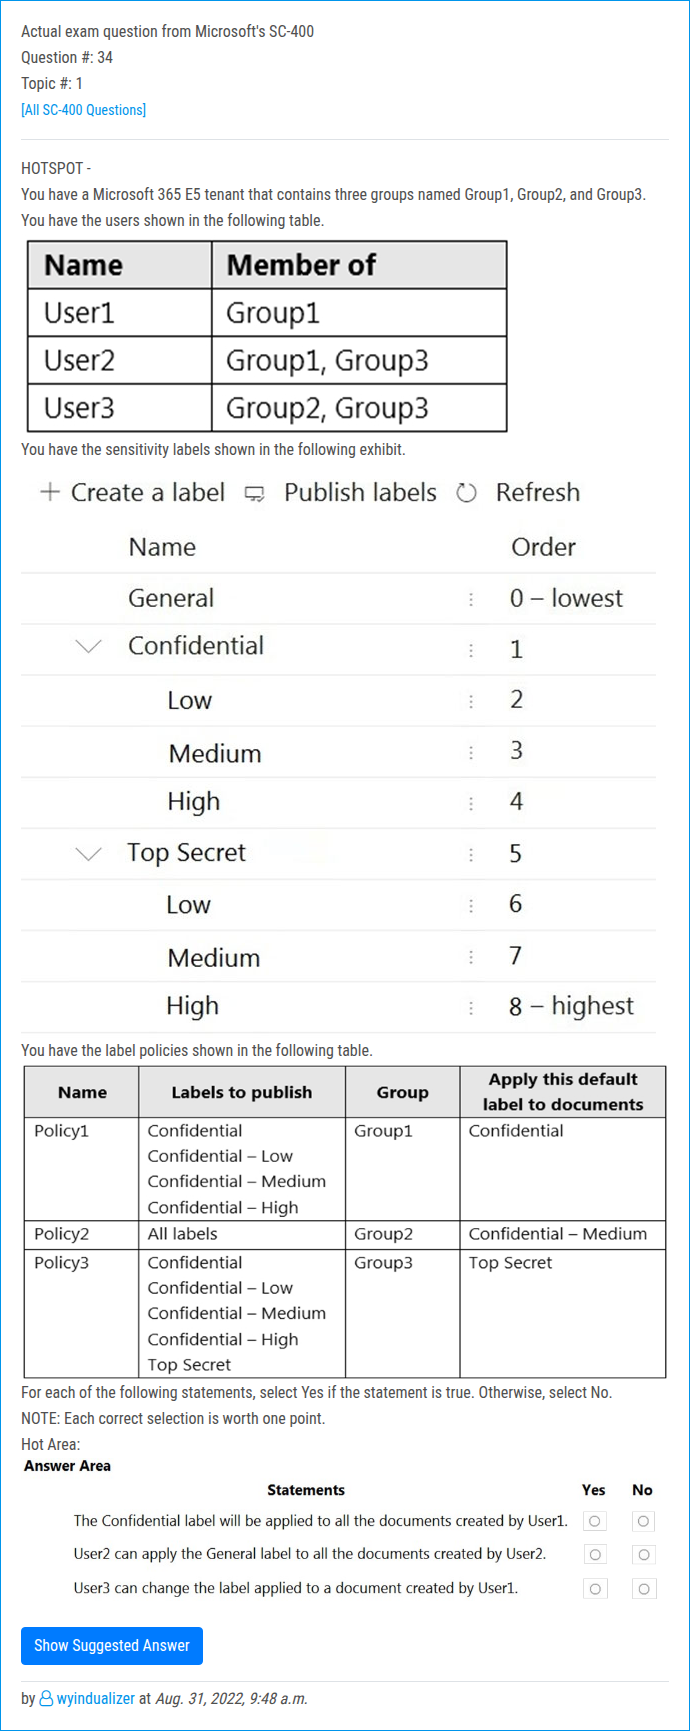 Actual exam question from Microsoft's SC-400
Question #: 34
Topic #: 1
[All SC-400 Questions]
HOTSPOT -
You have a Microsoft 365 E5 tenant that contains three groups named Group1, Group2, and Group3.
You have the users shown in the following table.
Name Member of
User1 Group1
User2 Group1, Group3
User3 Group2, Group3
You have the sensitivity labels shown in the following exhibit.
+ Create a label Publish labels Refresh
Name Order
General 0 – lowest
Confidential 1
Low 2
Medium 3
High 4
Top Secret 5
Low 6
Medium 7
High 8 – highest
You have the label policies shown in the following table.
Name Labels to publish Group Apply this default label to documents
Policy1 Confidential Group1 Confidential
Confidential – Low
Confidential – Medium
Confidential – High
Policy2 All labels Group2 Confidential – Medium
Policy3 Confidential Group3 Top Secret
Confidential – Low
Confidential – Medium
Confidential – High
Top Secret
For each of the following statements, select Yes if the statement is true. Otherwise, select No.
NOTE: Each correct selection is worth one point.
Hot Area:
Answer Area
Statements Yes No
The Confidential label will be applied to all the documents created by User1.
User2 can apply the General label to all the documents created by User2.
User3 can change the label applied to a document created by User1.
Show Suggested Answer
by wyindualizer at Aug. 31, 2022, 9:48 a.m.